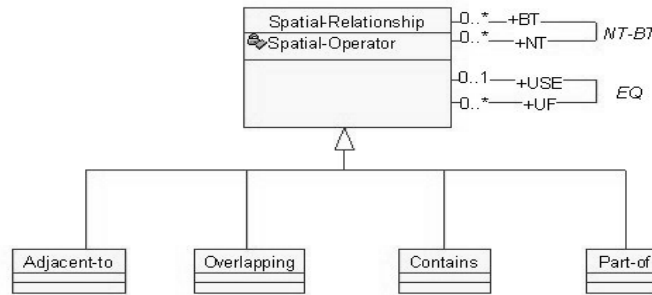 Spatial-Relationship
Spatial-Operator
0..* +BT
0..* +NT
NT-BT
0..1 +USE
0..* +UF
EQ
Adjacent-to
Overlapping
Contains
Part-of